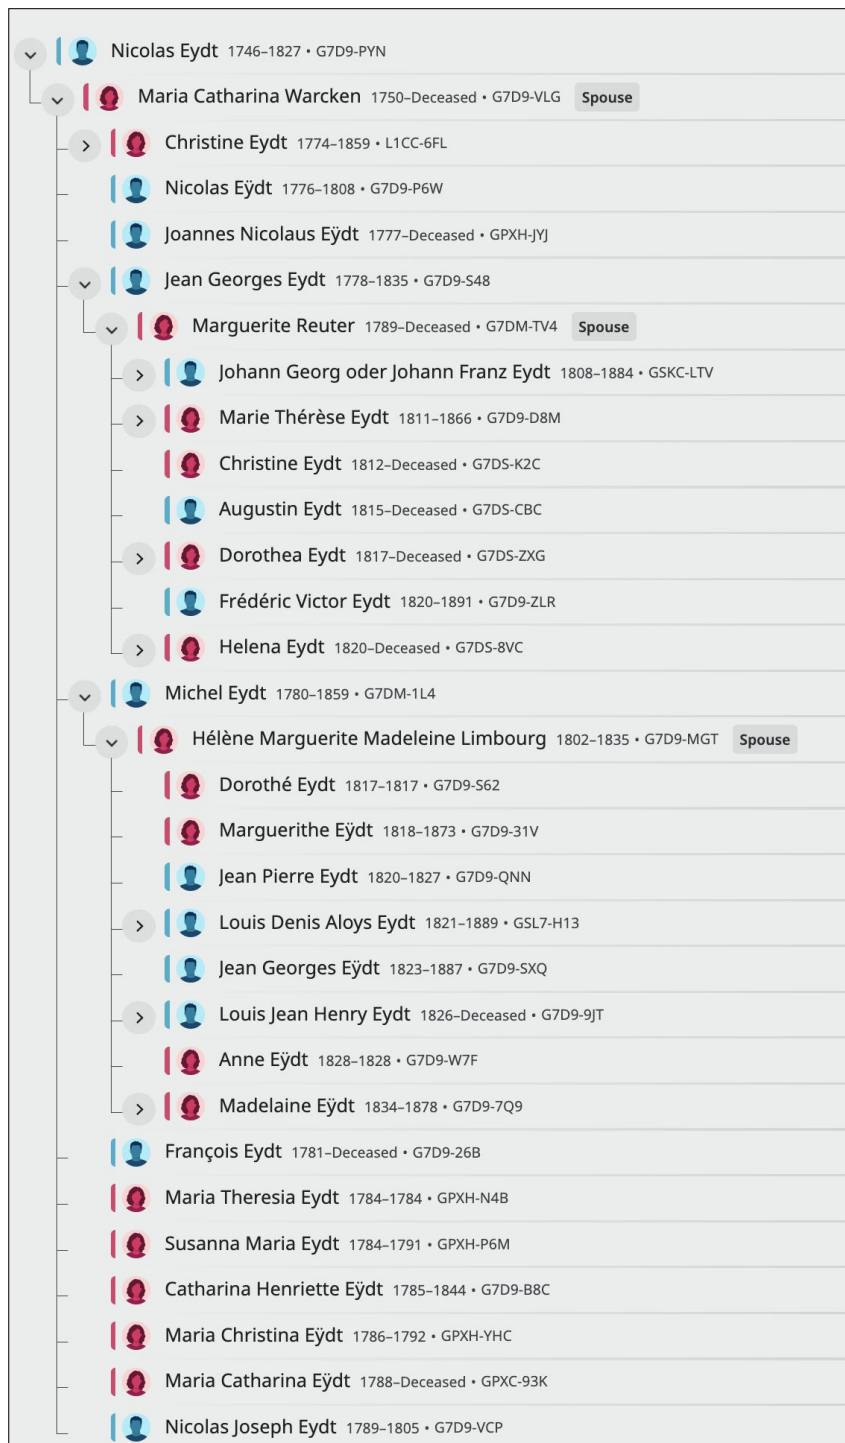 Nicolas Eydt 1746–1827 • G7D9-PYN
Maria Catharina Warcken 1750–Deceased • G7D9-VLG Spouse
Christine Eydt 1774–1859 • L1CC-6FL
Nicolas Eÿdt 1776–1808 • G7D9-P6W
Joannes Nicolaus Eÿdt 1777–Deceased • GPXH-JYJ
Jean Georges Eydt 1778–1835 • G7D9-S48
Marguerite Reuter 1789–Deceased • G7DM-TV4 Spouse
Johann Georg oder Johann Franz Eydt 1808–1884 • GSKC-LTV
Marie Thérèse Eydt 1811–1866 • G7D9-D8M
Christine Eydt 1812–Deceased • G7DS-K2C
Augustin Eydt 1815–Deceased • G7DS-CBC
Dorothea Eydt 1817–Deceased • G7DS-ZXG
Frédéric Victor Eydt 1820–1891 • G7D9-ZLR
Helena Eydt 1820–Deceased • G7DS-8VC
Michel Eydt 1780–1859 • G7DM-1L4
Hélène Marguerite Madeleine Limbourg 1802–1835 • G7D9-MGT Spouse
Dorothé Eydt 1817–1817 • G7D9-S62
Marguerithe Eÿdt 1818–1873 • G7D9-31V
Jean Pierre Eydt 1820–1827 • G7D9-QNN
Louis Denis Aloys Eydt 1821–1889 • GSL7-H13
Jean Georges Eÿdt 1823–1887 • G7D9-SXQ
Louis Jean Henry Eydt 1826–Deceased • G7D9-9JT
Anne Eÿdt 1828–1828 • G7D9-W7F
Madelaine Eÿdt 1834–1878 • G7D9-7Q9
François Eydt 1781–Deceased • G7D9-26B
Maria Theresia Eydt 1784–1784 • GPXH-N4B
Susanna Maria Eydt 1784–1791 • GPXH-P6M
Catharina Henriette Eÿdt 1785–1844 • G7D9-B8C
Maria Christina Eÿdt 1786–1792 • GPXH-YHC
Maria Catharina Eÿdt 1788–Deceased • GPXC-93K
Nicolas Joseph Eydt 1789–1805 • G7D9-VCP